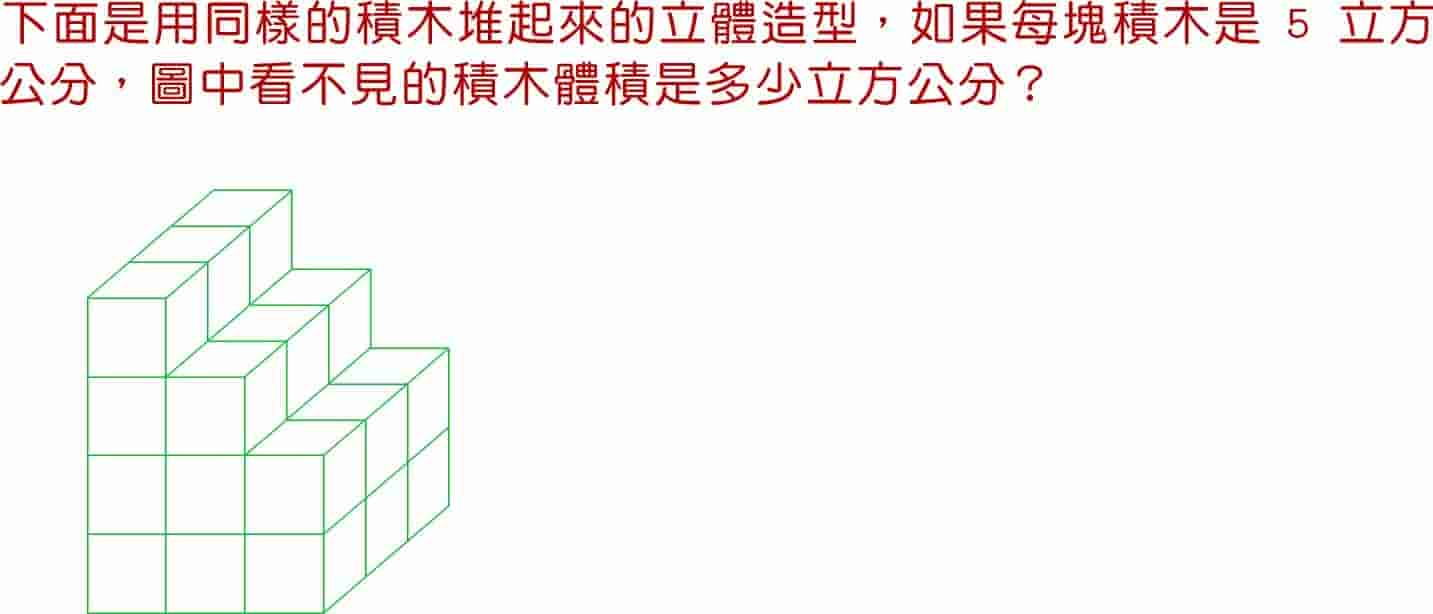 下面是用同樣的積木堆起來的立體造型，如果每塊積木是 5 立方
公分，圖中看不見的積木體積是多少立方公分？